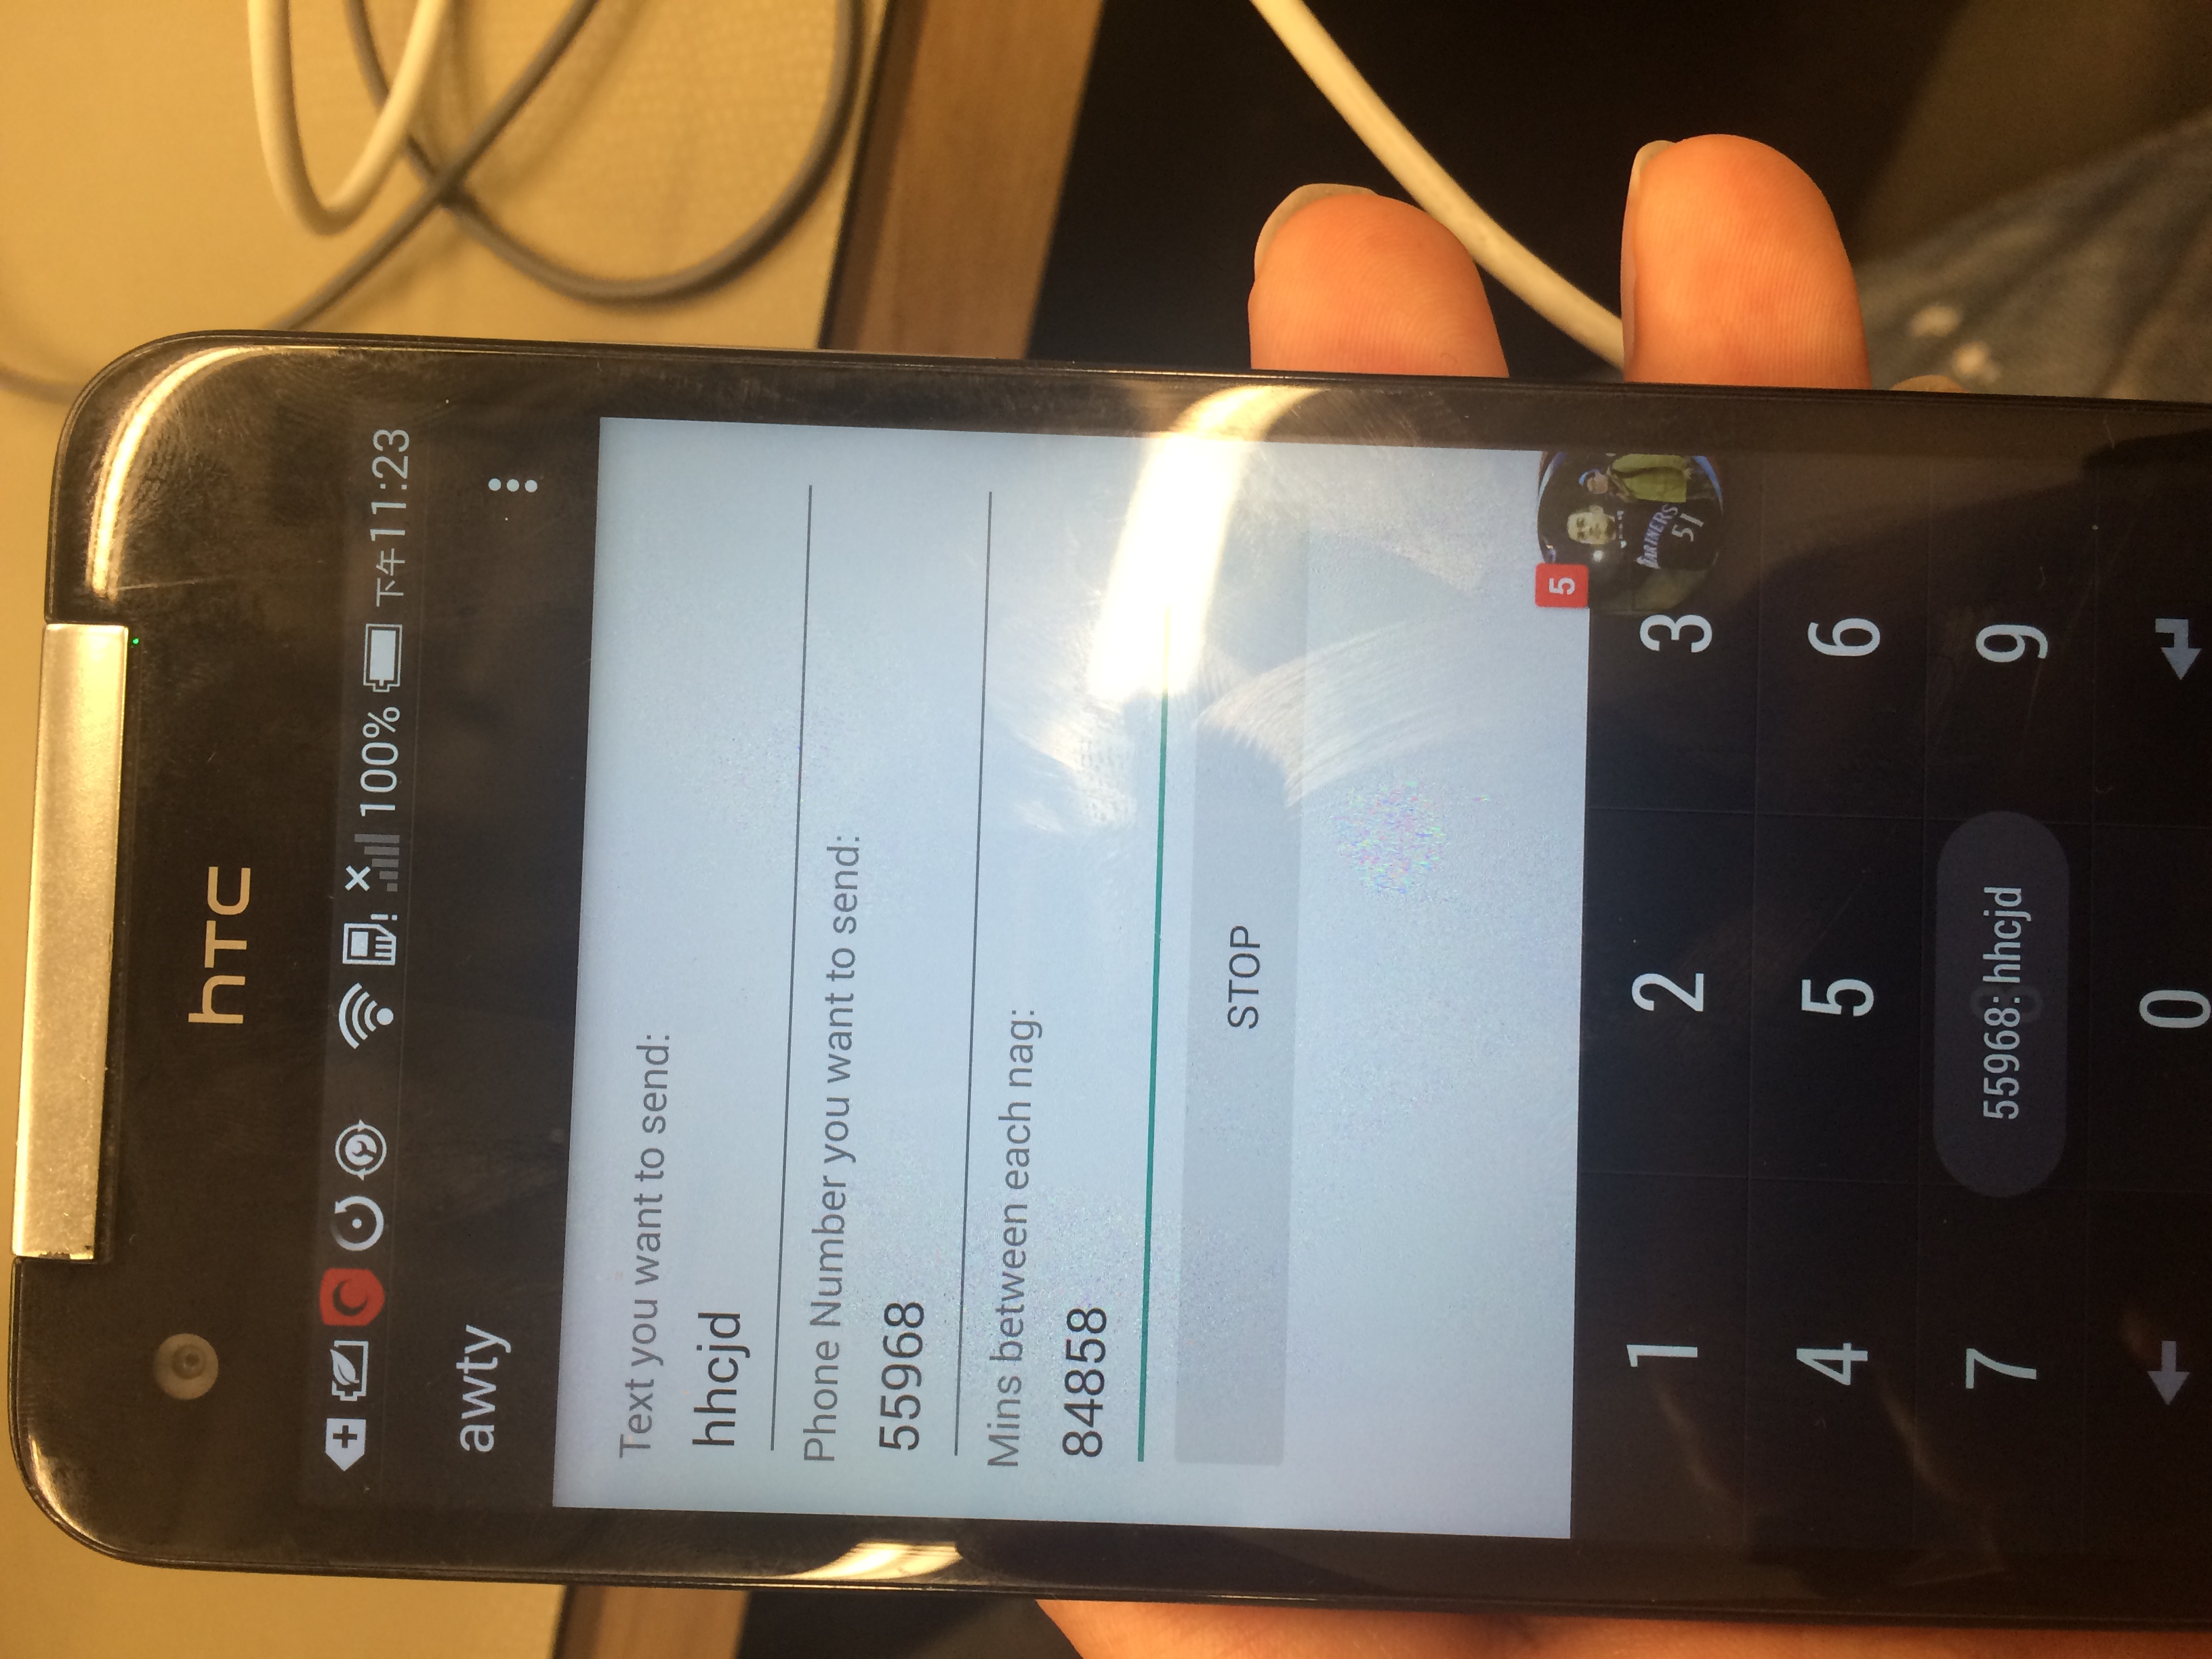 hTC
100% 下午11:23
awty
Text you want to send:
hhcjd
Phone Number you want to send:
55968
Mins between each nag:
84858
STOP
5
MARINERS
51
1 2 3
4 5 6
7 55968: hhcjd 9
0